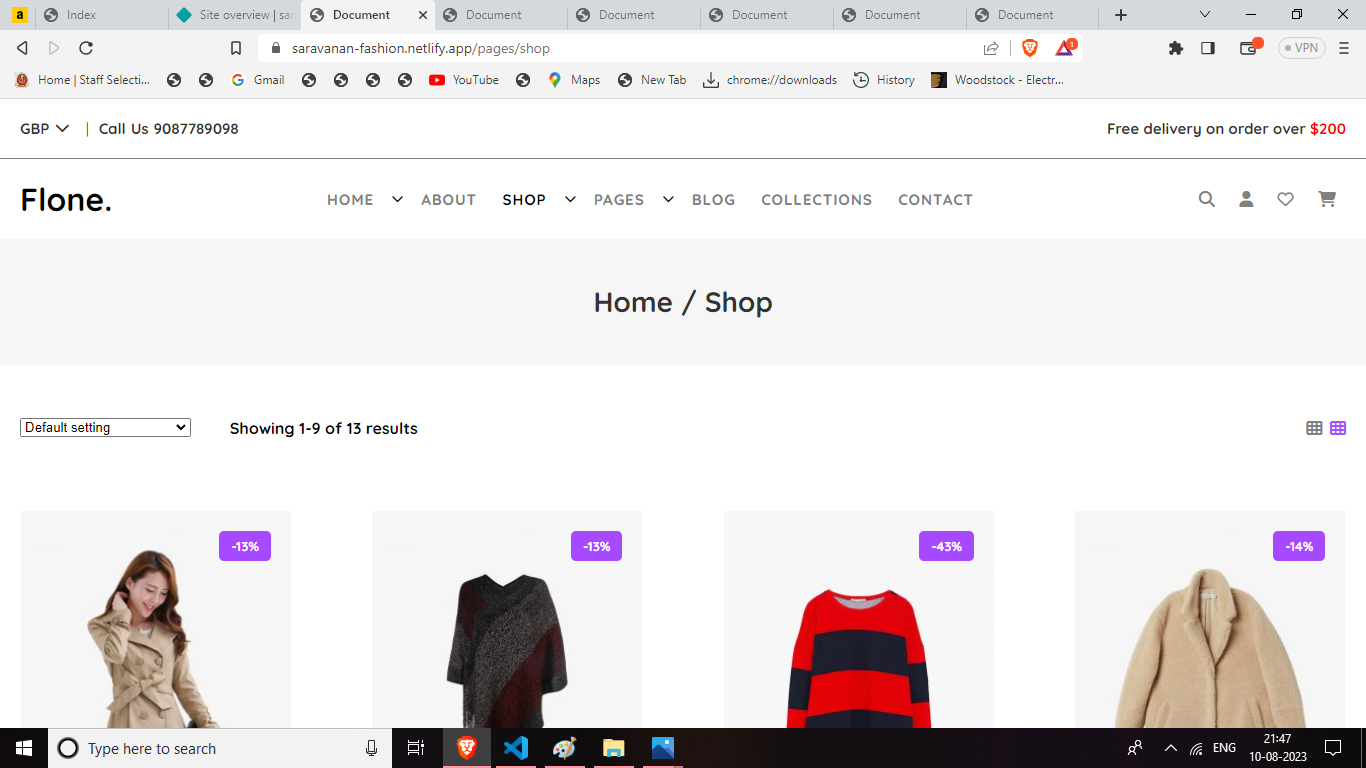 a Index Site overview | sar Document Document Document Document Document Document
saravanan-fashion.netlify.app/pages/shop 1 VPN
Home | Staff Selecti... Gmail YouTube Maps New Tab chrome://downloads History Woodstock - Electr...
GBP | Call Us 9087789098 Free delivery on order over $200
Flone. HOME ABOUT SHOP PAGES BLOG COLLECTIONS CONTACT
Home / Shop
Default setting Showing 1-9 of 13 results
-13% -13% -43% -14%
Type here to search ENG 21:47
10-08-2023